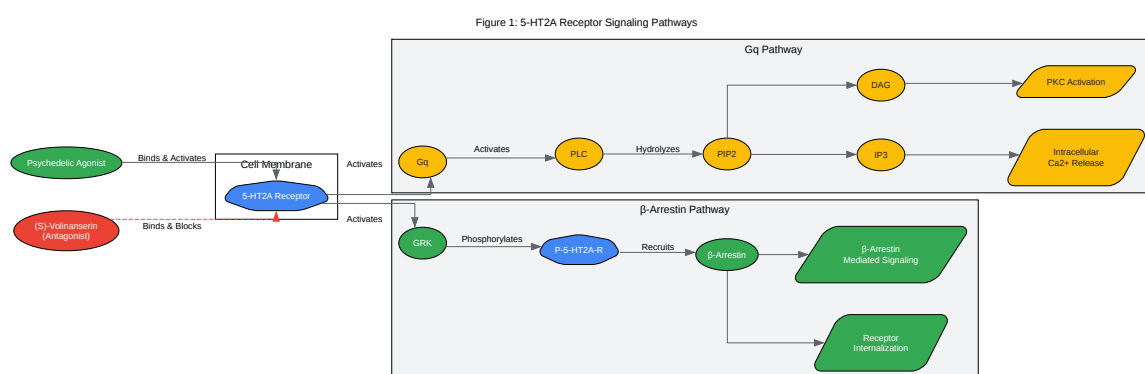 Figure 1: 5-HT2A Receptor Signaling Pathways
Gq Pathway
DAG
PKC Activation
Psychedelic Agonist
Binds & Activates
Cell Membrane
Activates
Gq
Activates
PLC
Hydrolyzes
PIP2
IP3
Intracellular
Ca2+ Release
5-HT2A Receptor
(S)-Volinanserin
(Antagonist)
Binds & Blocks
Activates
β-Arrestin Pathway
GRK
Phosphorylates
P-5-HT2A-R
Recruits
β-Arrestin
β-Arrestin
Mediated Signaling
Receptor
Internalization